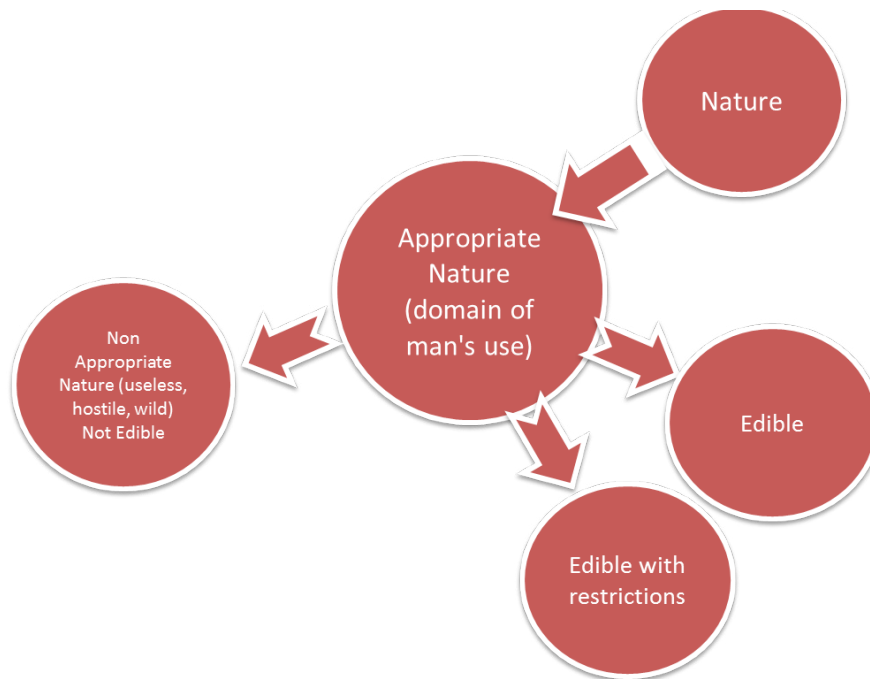 Nature
Appropriate
Nature
(domain of
man's use)
Non
Appropriate
Nature (useless,
hostile, wild)
Not Edible
Edible
Edible with
restrictions